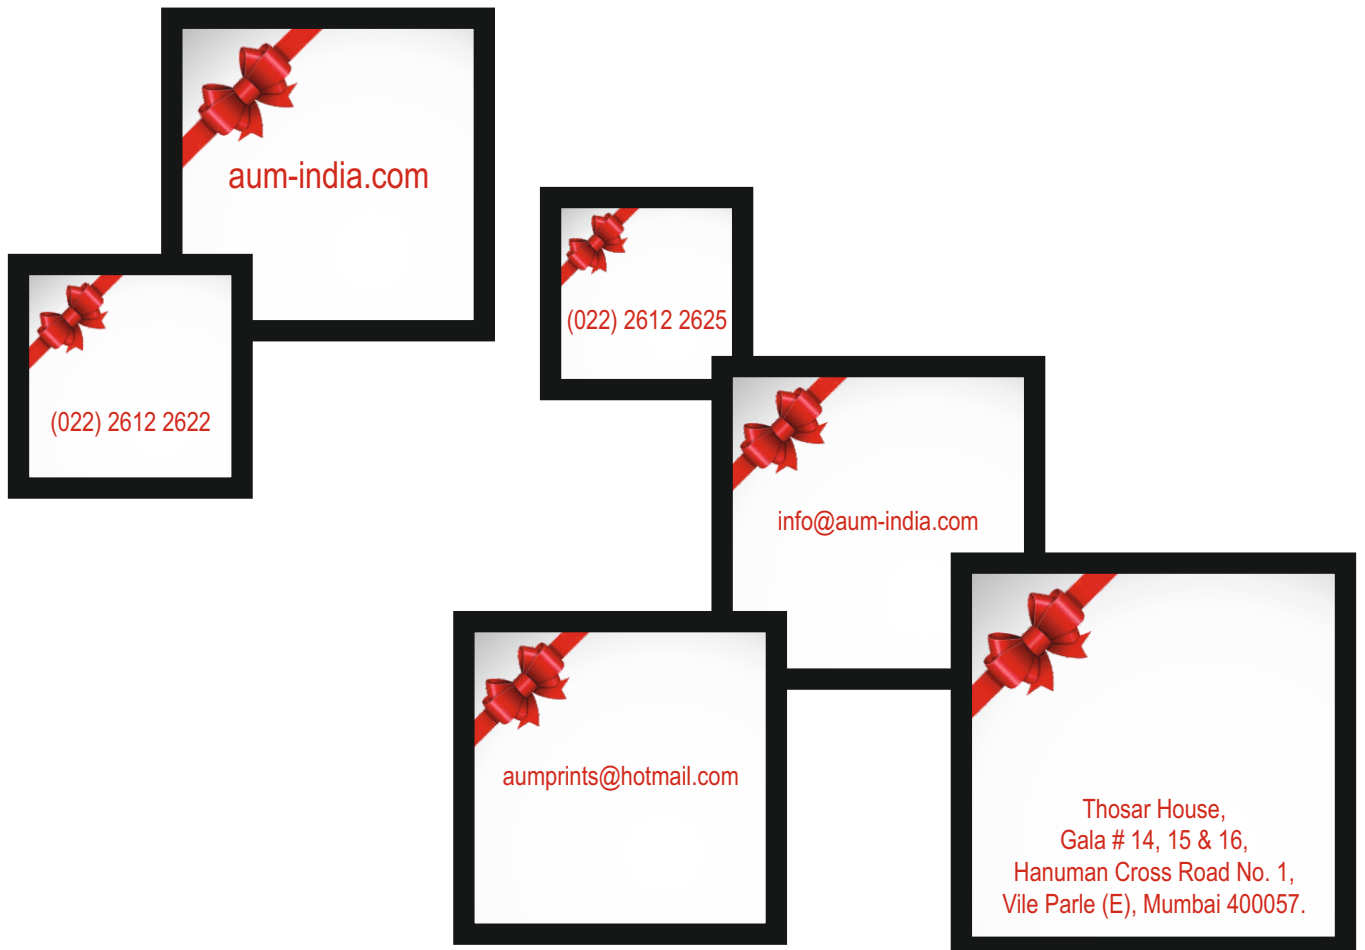 aum-india.com
(022) 2612 2625
(022) 2612 2622
info@aum-india.com
aumprints@hotmail.com
Thosar House,
Gala # 14, 15 & 16,
Hanuman Cross Road No. 1,
Vile Parle (E), Mumbai 400057.